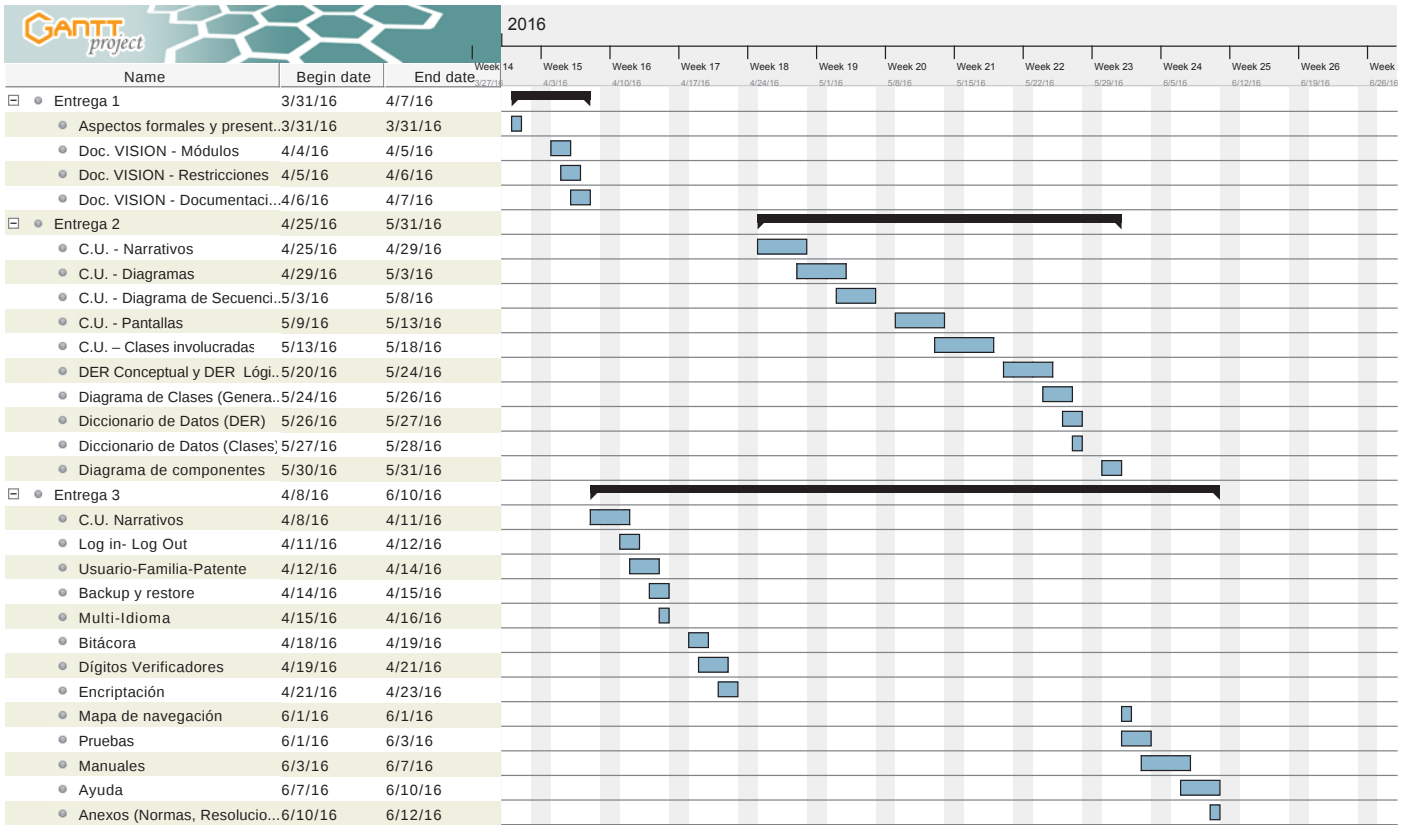 GANTT project
2016
Week 14 Week 15 Week 16 Week 17 Week 18 Week 19 Week 20 Week 21 Week 22 Week 23 Week 24 Week 25 Week 26 Week
Name Begin date End date
3/27/16 4/3/16 4/10/16 4/17/16 4/24/16 5/1/16 5/8/16 5/15/16 5/22/16 5/29/16 6/5/16 6/12/16 6/19/16 6/26/16
Entrega 1 3/31/16 4/7/16
Aspectos formales y present.. 3/31/16 3/31/16
Doc. VISION - Módulos 4/4/16 4/5/16
Doc. VISION - Restricciones 4/5/16 4/6/16
Doc. VISION - Documentaci... 4/6/16 4/7/16
Entrega 2 4/25/16 5/31/16
C.U. - Narrativos 4/25/16 4/29/16
C.U. - Diagramas 4/29/16 5/3/16
C.U. - Diagrama de Secuenci.. 5/3/16 5/8/16
C.U. - Pantallas 5/9/16 5/13/16
C.U. – Clases involucradas 5/13/16 5/18/16
DER Conceptual y DER Lógi.. 5/20/16 5/24/16
Diagrama de Clases (Genera.. 5/24/16 5/26/16
Diccionario de Datos (DER) 5/26/16 5/27/16
Diccionario de Datos (Clases) 5/27/16 5/28/16
Diagrama de componentes 5/30/16 5/31/16
Entrega 3 4/8/16 6/10/16
C.U. Narrativos 4/8/16 4/11/16
Log in- Log Out 4/11/16 4/12/16
Usuario-Familia-Patente 4/12/16 4/14/16
Backup y restore 4/14/16 4/15/16
Multi-Idioma 4/15/16 4/16/16
Bitácora 4/18/16 4/19/16
Dígitos Verificadores 4/19/16 4/21/16
Encriptación 4/21/16 4/23/16
Mapa de navegación 6/1/16 6/1/16
Pruebas 6/1/16 6/3/16
Manuales 6/3/16 6/7/16
Ayuda 6/7/16 6/10/16
Anexos (Normas, Resolucio... 6/10/16 6/12/16